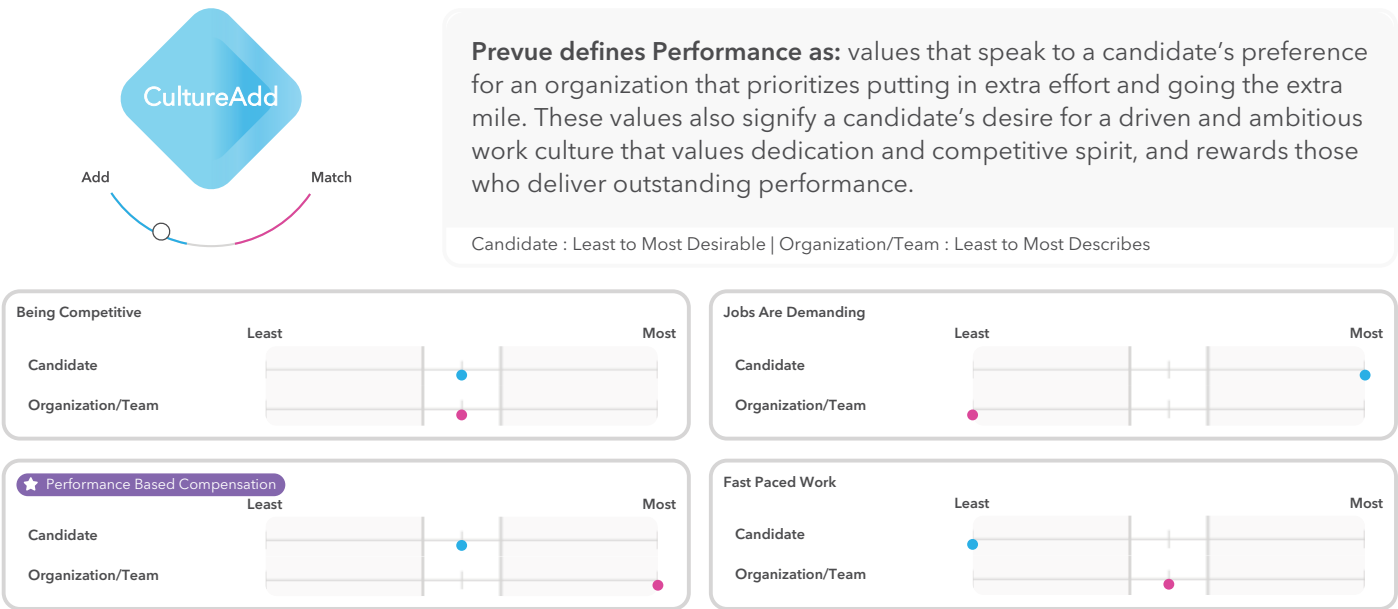 CultureAdd
Add
Match
Prevue defines Performance as: values that speak to a candidate's preference
for an organization that prioritizes putting in extra effort and going the extra
mile. These values also signify a candidate's desire for a driven and ambitious
work culture that values dedication and competitive spirit, and rewards those
who deliver outstanding performance.
Candidate : Least to Most Desirable | Organization/Team : Least to Most Describes
Being Competitive
Least
Most
Candidate
Organization/Team
Jobs Are Demanding
Least
Most
Candidate
Organization/Team
Performance Based Compensation
Least
Most
Candidate
Organization/Team
Fast Paced Work
Least
Most
Candidate
Organization/Team